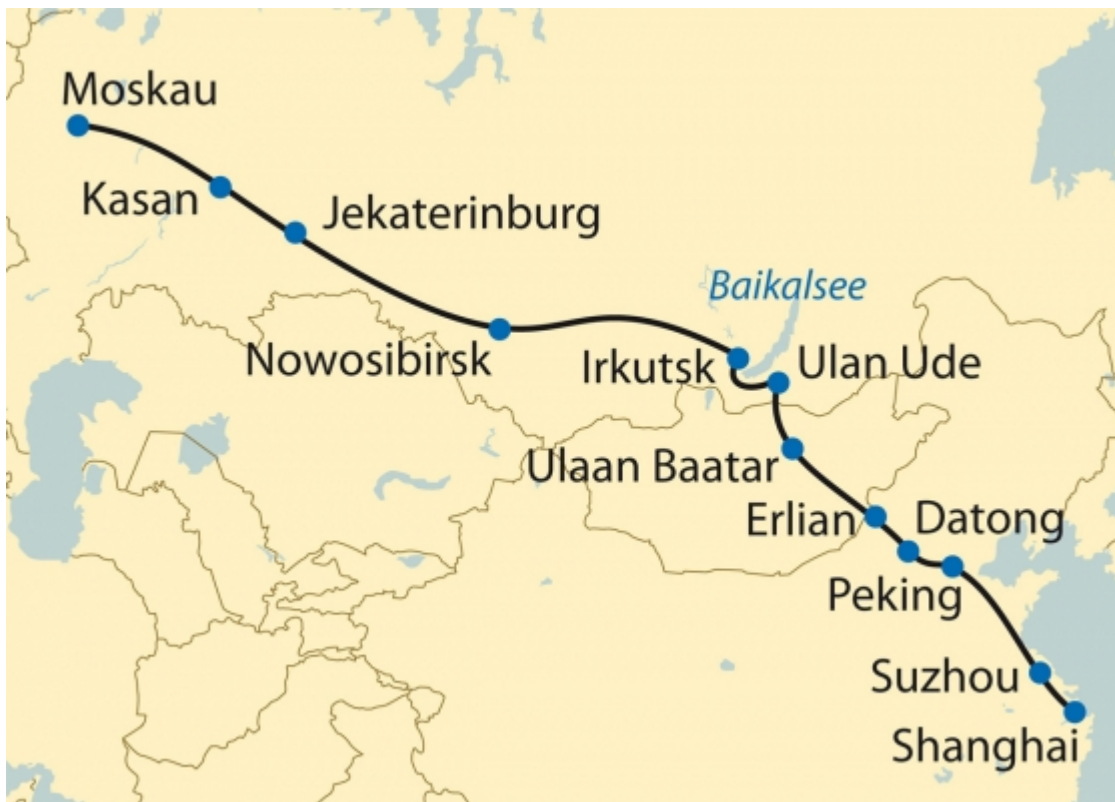 Moskau
Kasan
Jekaterinburg
Nowosibirsk
Baikalsee
Irkutsk
Ulan Ude
Ulaan Baatar
Erlian
Datong
Peking
Suzhou
Shanghai